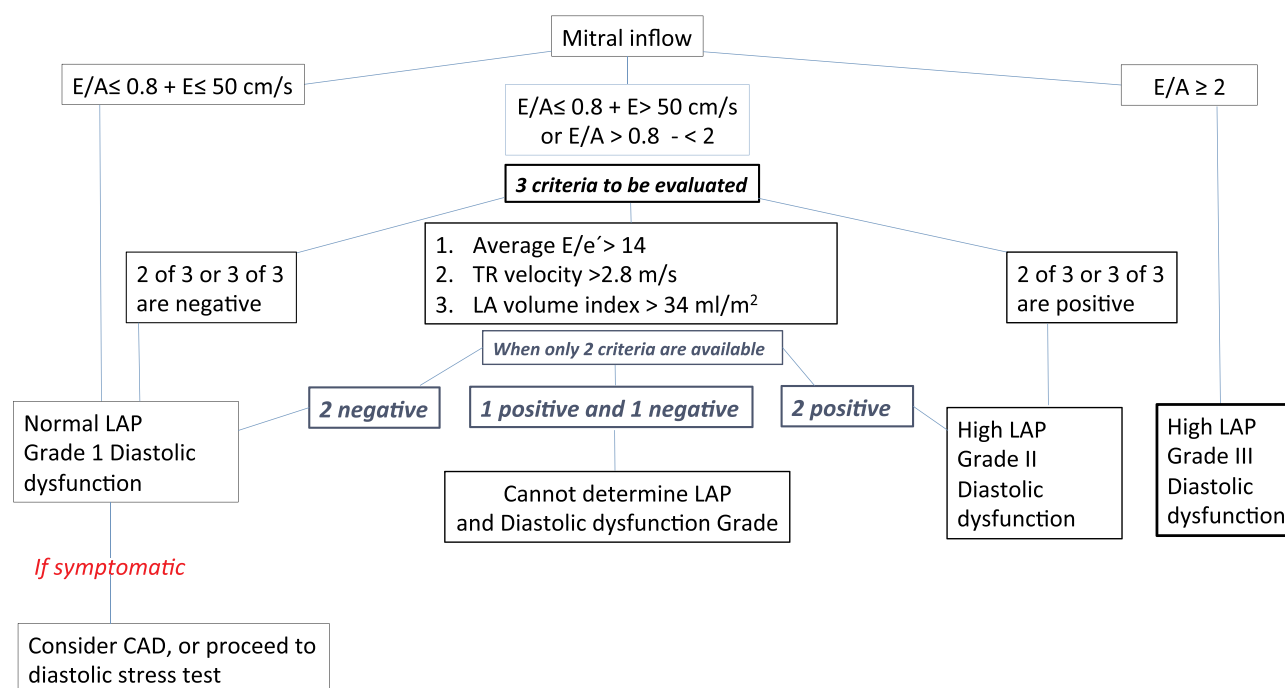 Mitral inflow
E/A≤ 0.8 + E≤ 50 cm/s
E/A≤ 0.8 + E> 50 cm/s
or E/A > 0.8 - < 2
E/A ≥ 2
3 criteria to be evaluated
1. Average E/e´> 14
2. TR velocity >2.8 m/s
3. LA volume index > 34 ml/m²
2 of 3 or 3 of 3
are negative
2 of 3 or 3 of 3
are positive
When only 2 criteria are available
2 negative
1 positive and 1 negative
2 positive
Normal LAP
Grade 1 Diastolic
dysfunction
Cannot determine LAP
and Diastolic dysfunction Grade
High LAP
Grade II
Diastolic
dysfunction
High LAP
Grade III
Diastolic
dysfunction
If symptomatic
Consider CAD, or proceed to
diastolic stress test